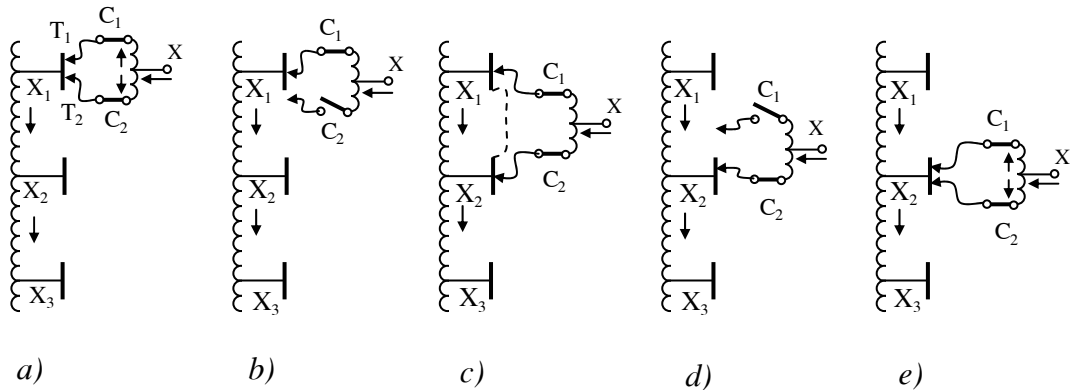 T₁ C₁ X X₁ T₂ C₂ X₂ X₃
C₁ X X₁ C₂ X₂ X₃
C₁ X₁ X C₂ X₂ X₃
X₁ C₁ X X₂ C₂ X₃
X₁ C₁ X X₂ C₂ X₃
a) b) c) d) e)